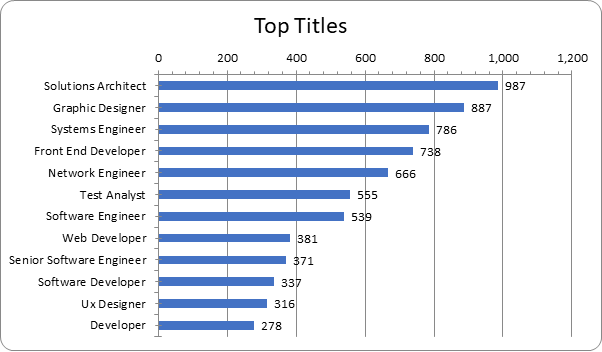 Top Titles
0 200 400 600 800 1,000 1,200
Solutions Architect 987
Graphic Designer 887
Systems Engineer 786
Front End Developer 738
Network Engineer 666
Test Analyst 555
Software Engineer 539
Web Developer 381
Senior Software Engineer 371
Software Developer 337
Ux Designer 316
Developer 278